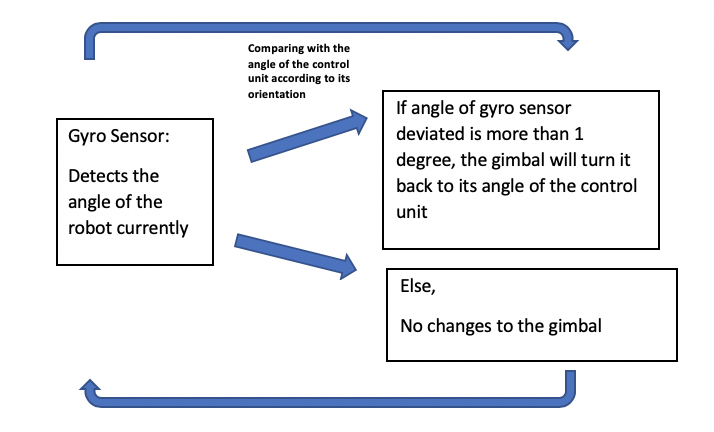 Comparing with the
angle of the control
unit according to its
orientation
Gyro Sensor:
Detects the
angle of the
robot currently
If angle of gyro sensor
deviated is more than 1
degree, the gimbal will turn it
back to its angle of the control
unit
Else,
No changes to the gimbal